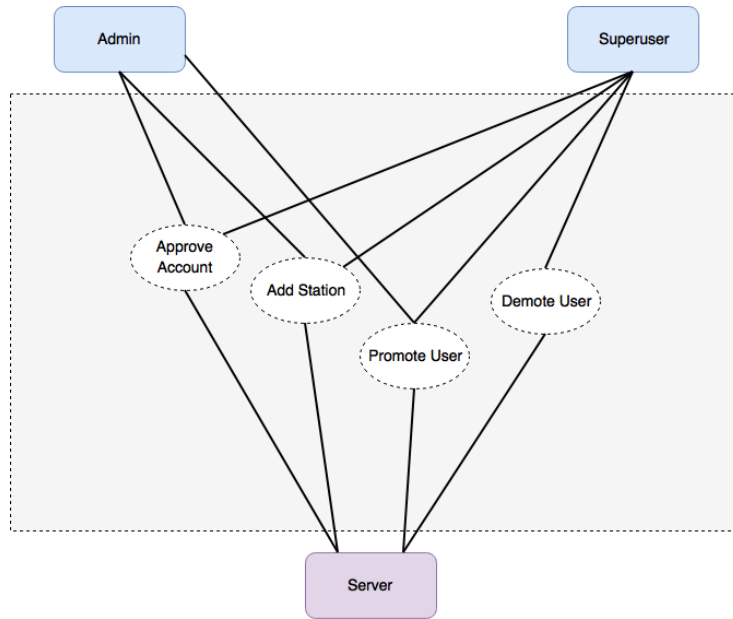 Admin
Superuser
Approve
Account
Add Station
Demote User
Promote User
Server